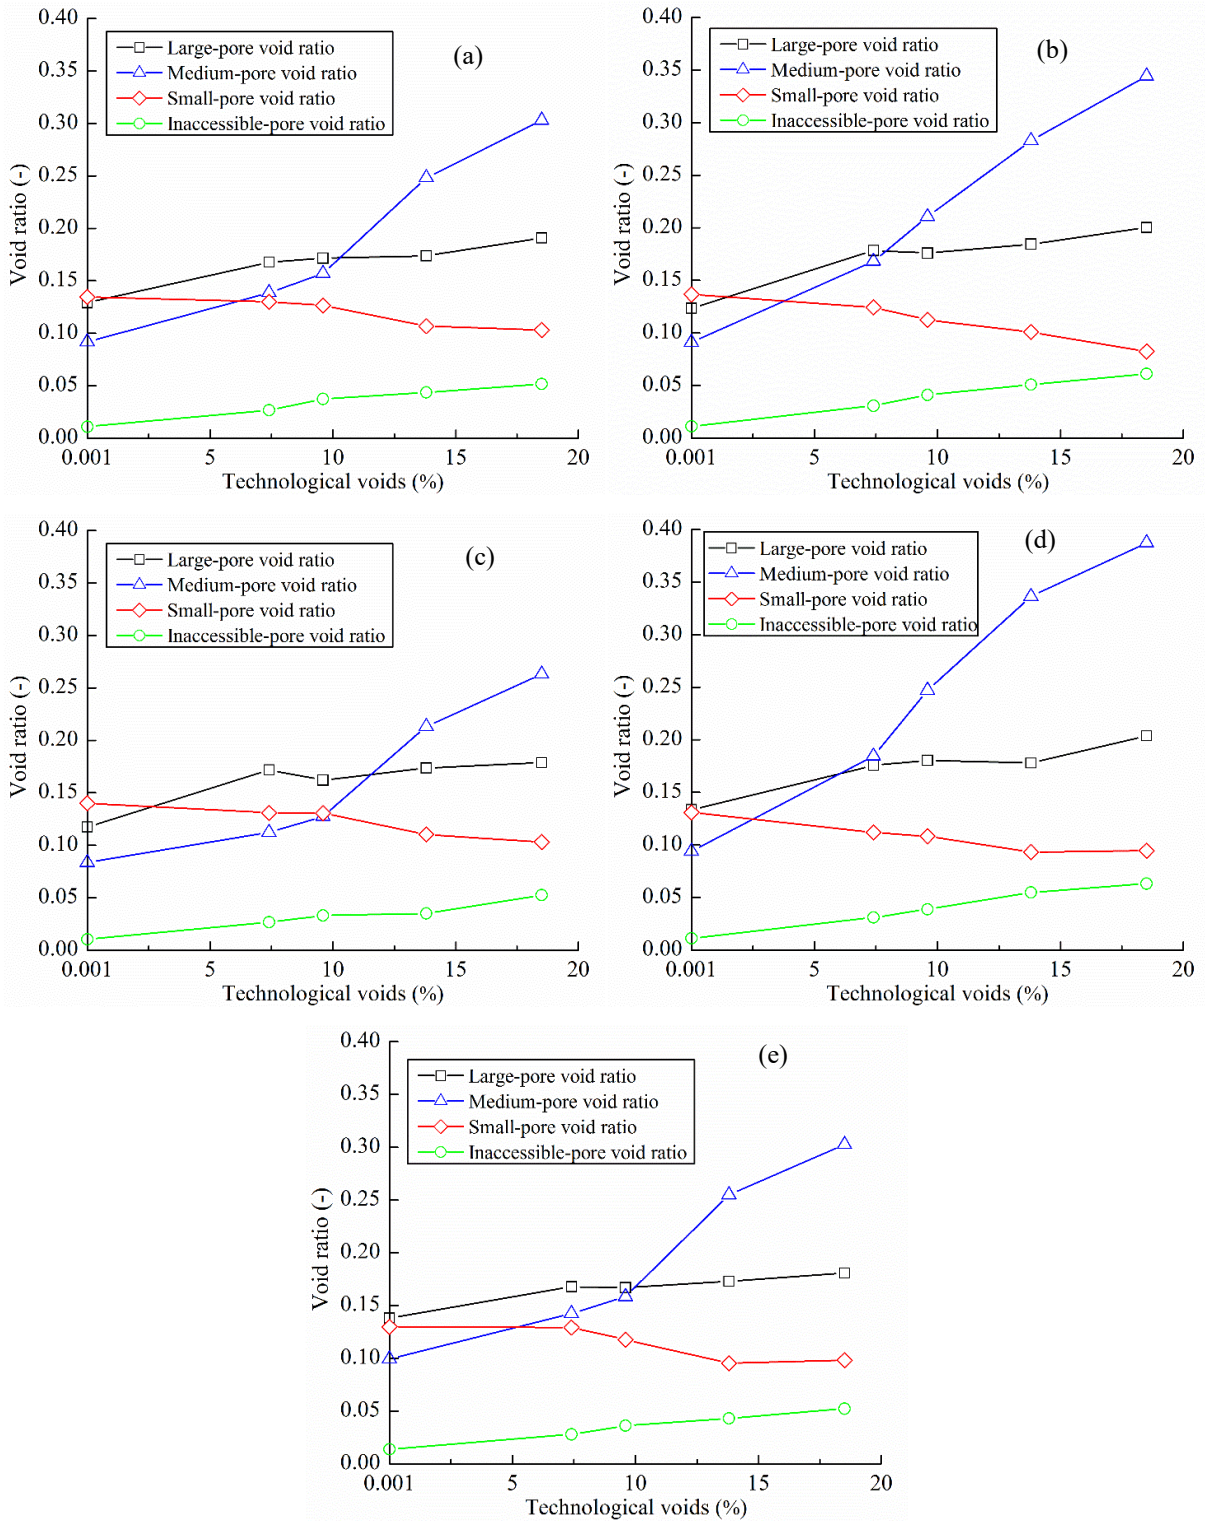 0.40
0.35
0.30
0.25
0.20
0.15
0.10
0.05
0.00
Void ratio (-)
Large-pore void ratio
Medium-pore void ratio
Small-pore void ratio
Inaccessible-pore void ratio
(a)
0.001 5 10 15 20
Technological voids (%)
0.40
0.35
0.30
0.25
0.20
0.15
0.10
0.05
0.00
Void ratio (-)
Large-pore void ratio
Medium-pore void ratio
Small-pore void ratio
Inaccessible-pore void ratio
(b)
0.001 5 10 15 20
Technological voids (%)
0.40
0.35
0.30
0.25
0.20
0.15
0.10
0.05
0.00
Void ratio (-)
Large-pore void ratio
Medium-pore void ratio
Small-pore void ratio
Inaccessible-pore void ratio
(c)
0.001 5 10 15 20
Technological voids (%)
0.40
0.35
0.30
0.25
0.20
0.15
0.10
0.05
0.00
Void ratio (-)
Large-pore void ratio
Medium-pore void ratio
Small-pore void ratio
Inaccessible-pore void ratio
(d)
0.001 5 10 15 20
Technological voids (%)
0.40
0.35
0.30
0.25
0.20
0.15
0.10
0.05
0.00
Void ratio (-)
Large-pore void ratio
Medium-pore void ratio
Small-pore void ratio
Inaccessible-pore void ratio
(e)
0.001 5 10 15 20
Technological voids (%)